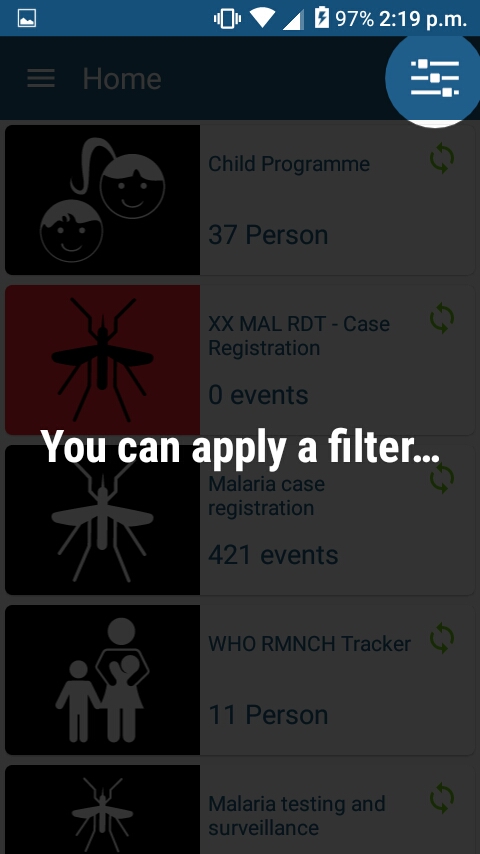 97% 2:19 p.m.
Home
Child Programme
37 Person
XX MAL RDT - Case
Registration
0 events
You can apply a filter...
Malaria case
registration
421 events
WHO RMNCH Tracker
11 Person
Malaria testing and
surveillance